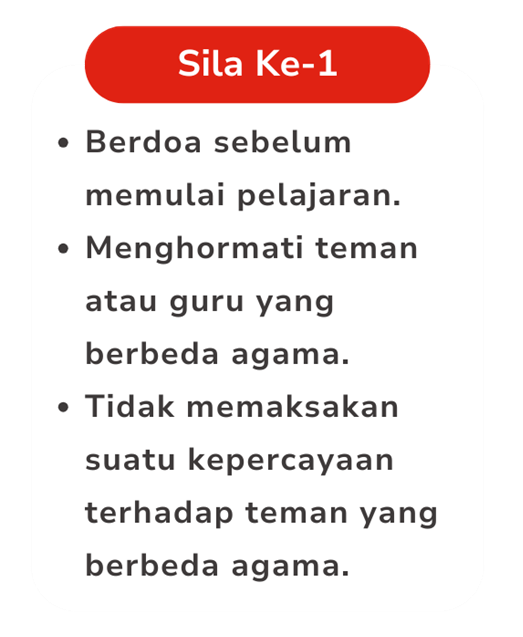 Sila Ke-1
• Berdoa sebelum
memulai pelajaran.
• Menghormati teman
atau guru yang
berbeda agama.
• Tidak memaksakan
suatu kepercayaan
terhadap teman yang
berbeda agama.